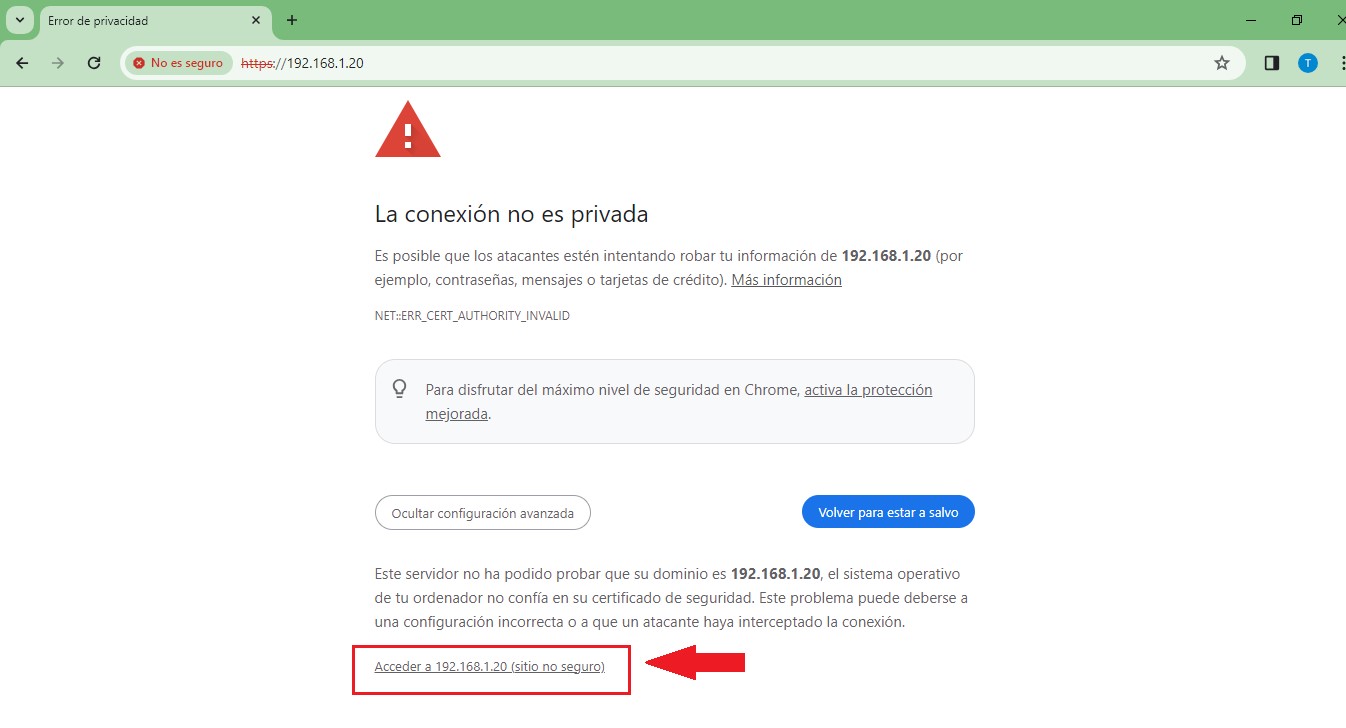 Error de privacidad
No es seguro
https://192.168.1.20
T
La conexión no es privada
Es posible que los atacantes estén intentando robar tu información de 192.168.1.20 (por
ejemplo, contraseñas, mensajes o tarjetas de crédito). Más información
NET::ERR_CERT_AUTHORITY_INVALID
Para disfrutar del máximo nivel de seguridad en Chrome, activa la protección
mejorada.
Ocultar configuración avanzada
Volver para estar a salvo
Este servidor no ha podido probar que su dominio es 192.168.1.20, el sistema operativo
de tu ordenador no confía en su certificado de seguridad. Este problema puede deberse a
una configuración incorrecta o a que un atacante haya interceptado la conexión.
Acceder a 192.168.1.20 (sitio no seguro)